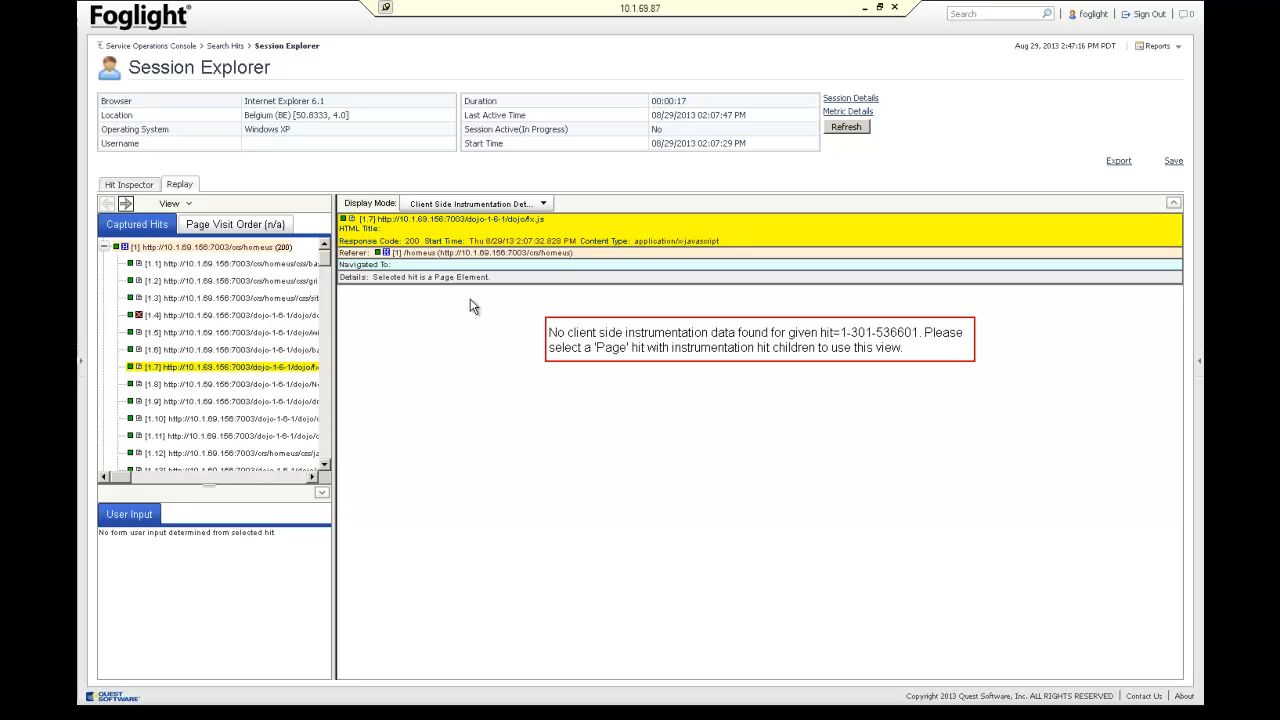 10.1.69.87
Foglight
Search
foglight
Sign Out
0
Service Operations Console > Search Hits > Session Explorer
Aug 29, 2013 2:47:16 PM PDT
Reports
Session Explorer
Browser Internet Explorer 6.1
Location Belgium (BE) [50.8333, 4.0]
Operating System Windows XP
Username
Duration 00:00:17
Last Active Time 08/29/2013 02:07:47 PM
Session Active(In Progress) No
Start Time 08/29/2013 02:07:29 PM
Session Details
Metric Details
Refresh
Export Save
Hit Inspector Replay
View
Captured Hits Page Visit Order [n/a]
[1] http://10.1.69.156:7003/crs/homeus (200)
[1.1] http://10.1.69.156:7003/crs/homeus/css/ba
[1.2] http://10.1.69.156:7003/crs/homeus/css/gri
[1.3] http://10.1.69.156:7003/crs/homeus//css/sit
[1.4] http://10.1.69.156:7003/dojo-1-6-1/dojo/dc
[1.5] http://10.1.69.156:7003/dojo-1-6-1/dojo/wi
[1.6] http://10.1.69.156:7003/dojo-1-6-1/dojo/ba
[1.7] http://10.1.69.156:7003/dojo-1-6-1/dojo/fx
[1.8] http://10.1.69.156:7003/dojo-1-6-1/dojo/N
[1.9] http://10.1.69.156:7003/dojo-1-6-1/dojo/dn
[1.10] http://10.1.69.156:7003/dojo-1-6-1/dojo/
[1.11] http://10.1.69.156:7003/dojo-1-6-1/dojo/c
[1.12] http://10.1.69.156:7003/crs/homeus/css/ja
User Input
No form user input determined from selected hit
Display Mode: Client Side Instrumentation Det...
[1.7] http://10.1.69.156:7003/dojo-1-6-1/dojo/fx.js
HTML Title:
Response Code: 200 Start Time: Thu 8/29/13 2:07:32.828 PM Content Type: application/x-javascript
Referer: [1] /homeus (http://10.1.69.156:7003/crs/homeus)
Navigated To:
Details: Selected hit is a Page Element.
No client side instrumentation data found for given hit=1-301-536601. Please
select a 'Page' hit with instrumentation hit children to use this view.
QUEST
SOFTWARE
Copyright 2013 Quest Software, Inc. ALL RIGHTS RESERVED
Contact Us
About